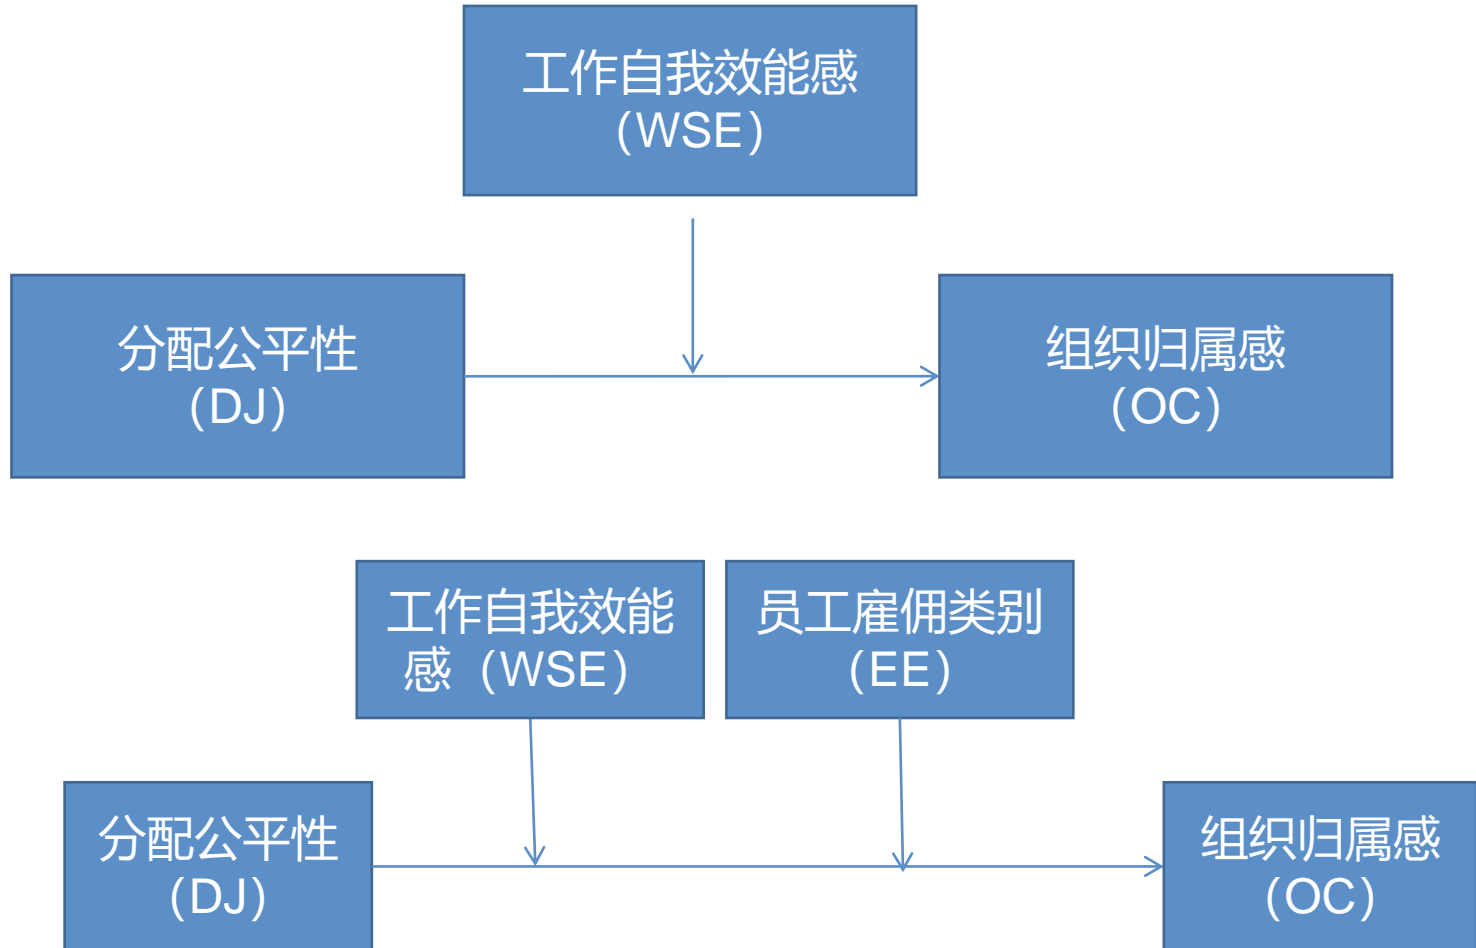 工作自我效能感
(WSE)
分配公平性
(DJ)
组织归属感
(OC)
工作自我效能
感 (WSE)
员工雇佣类别
(EE)
分配公平性
(DJ)
组织归属感
(OC)